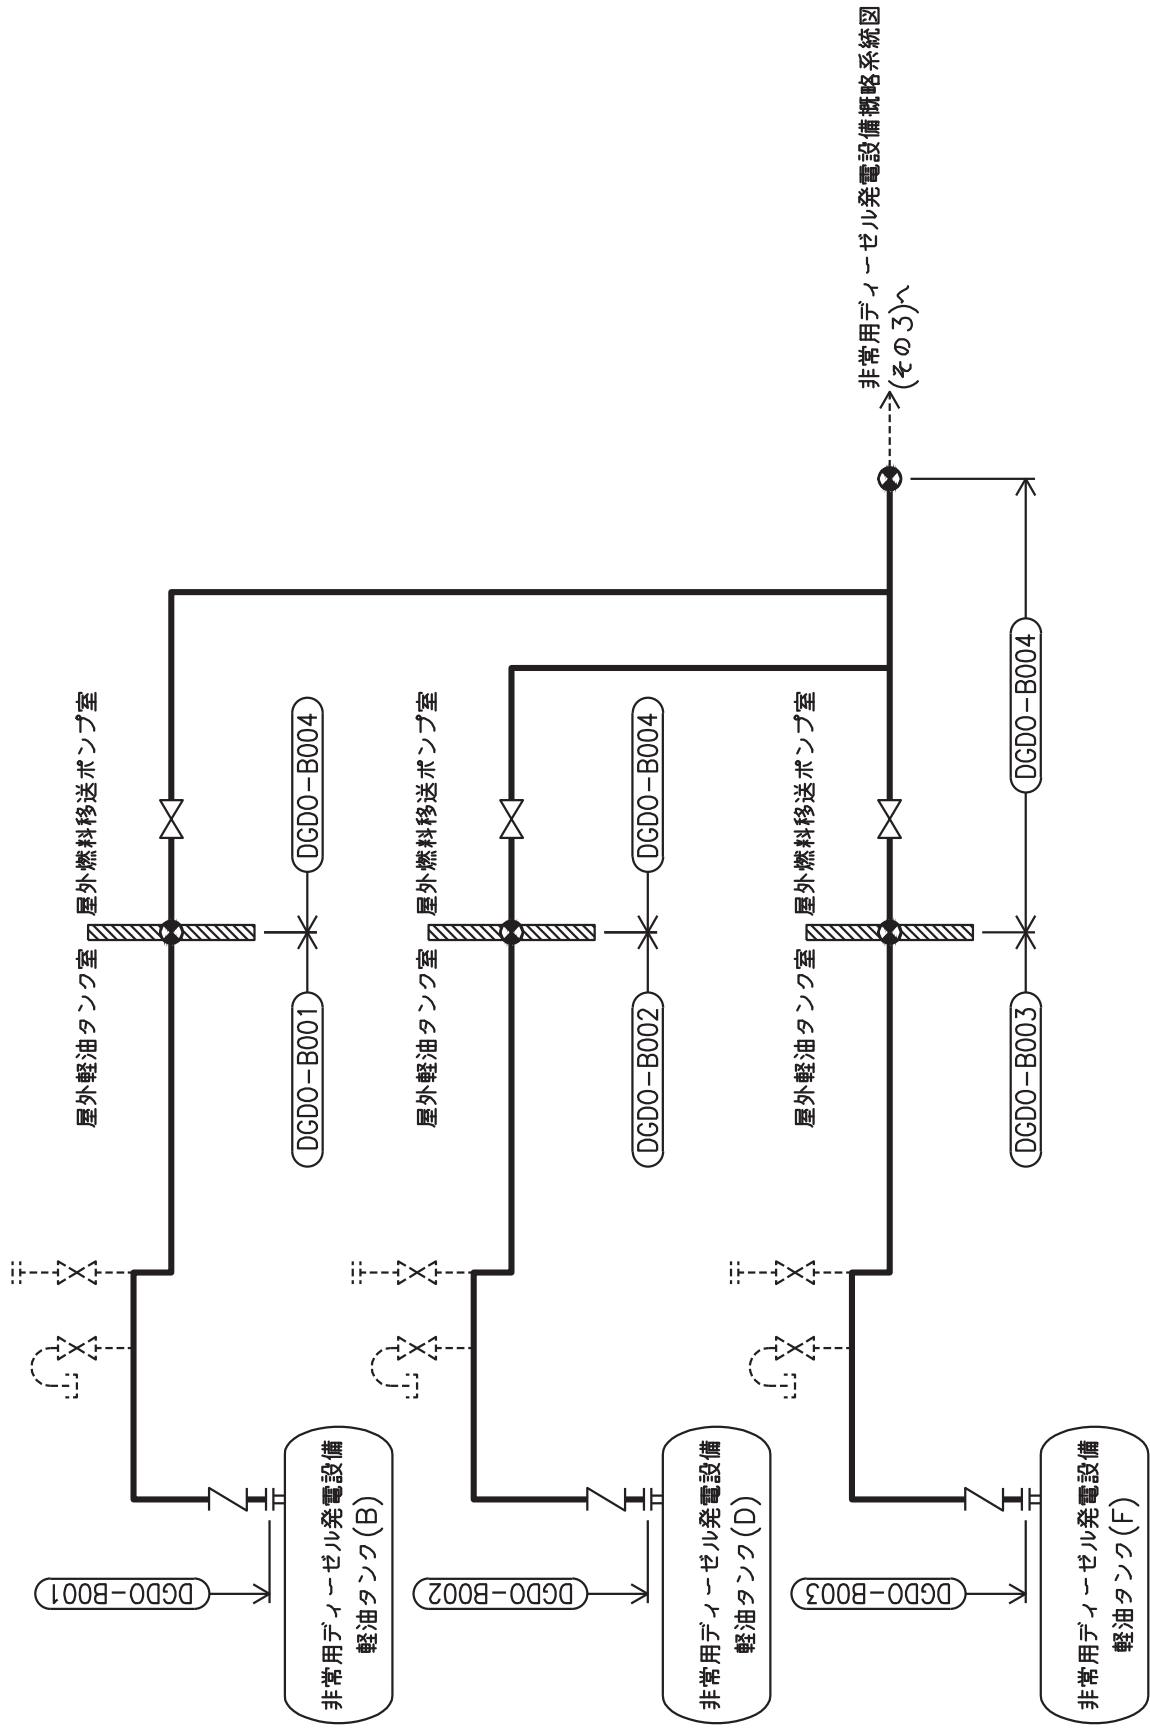 非常用ディーゼル発電設備
軽油タンク(B)
DGDO-B001
屋外軽油タンク室
屋外燃料移送ポンプ室
DGDO-B001
DGDO-B004
非常用ディーゼル発電設備
軽油タンク(D)
DGDO-B002
屋外軽油タンク室
屋外燃料移送ポンプ室
DGDO-B002
DGDO-B004
非常用ディーゼル発電設備
軽油タンク(F)
DGDO-B003
屋外軽油タンク室
屋外燃料移送ポンプ室
DGDO-B003
DGDO-B004
非常用ディーゼル発電設備概略系統図
(その3)へ